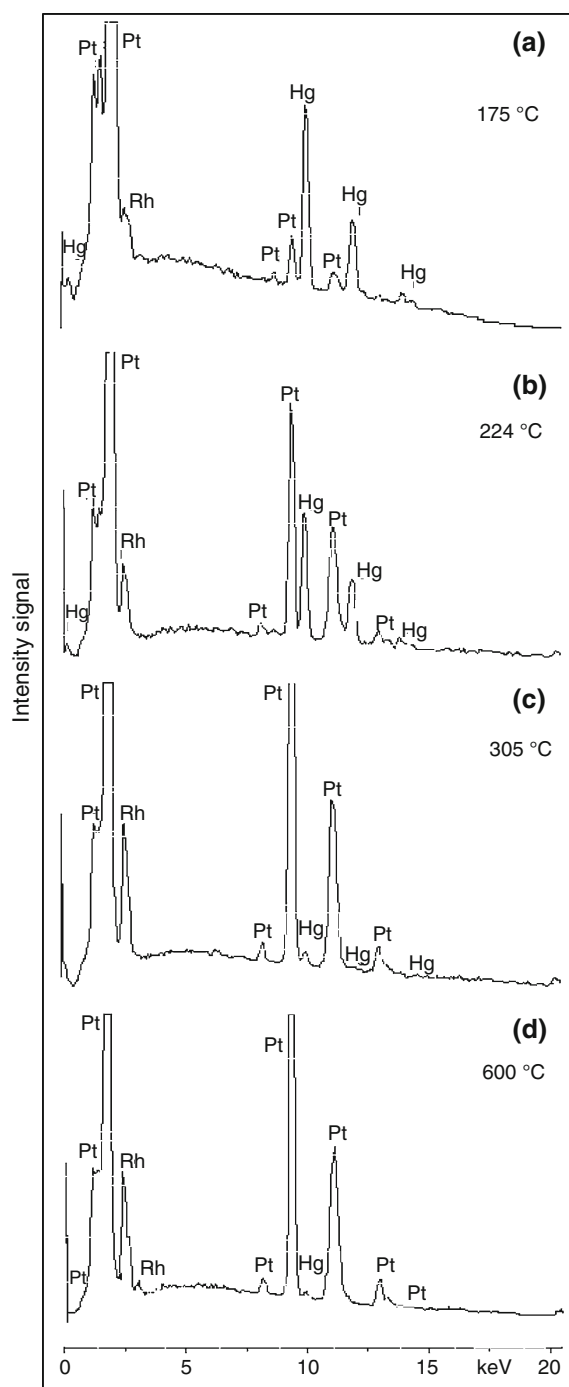 Intensity signal
(a)
175 °C
Pt
Pt
Rh
Hg
Pt
Pt
Hg
Pt
Hg
Hg
(b)
224 °C
Pt
Pt
Rh
Hg
Pt
Pt
Hg
Pt
Hg
Pt
Hg
(c)
305 °C
Pt
Pt
Rh
Pt
Pt
Hg
Pt
Hg
Pt
Hg
(d)
600 °C
Pt
Pt
Pt
Rh
Rh
Pt
Pt
Hg
Pt
Pt
Pt
0 5 10 15 keV 20